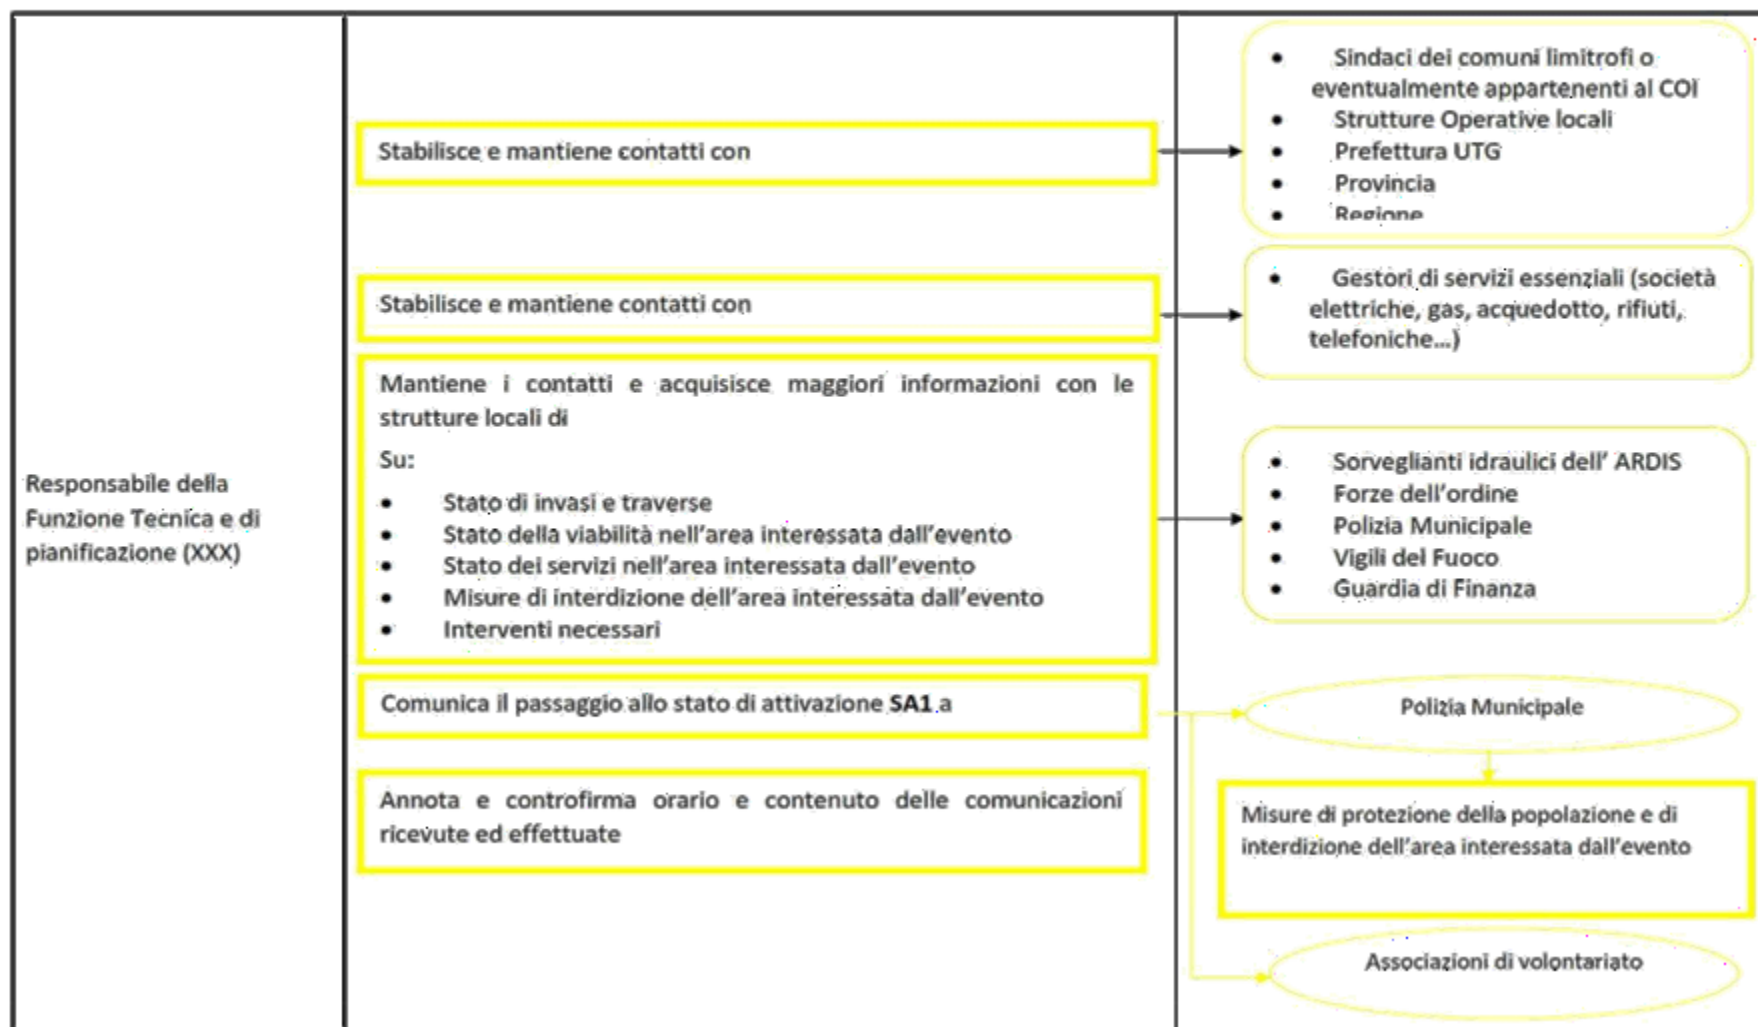 Responsabile della
Funzione Tecnica e di
pianificazione (XXX)
Stabilisce e mantiene contatti con
• Sindaci dei comuni limitrofi o
eventualmente appartenenti al COI
• Strutture Operative locali
• Prefettura UTG
• Provincia
• Regione
Stabilisce e mantiene contatti con
• Gestori di servizi essenziali (società
elettriche, gas, acquedotto, rifiuti,
telefoniche...)
Mantiene i contatti e acquisisce maggiori informazioni con le
strutture locali di
Su:
• Stato di invasi e traverse
• Stato della viabilità nell'area interessata dall'evento
• Stato dei servizi nell'area interessata dall'evento
• Misure di interdizione dell'area interessata dall'evento
• Interventi necessari
• Sorveglianti idraulici dell' ARDIS
• Forze dell'ordine
• Polizia Municipale
• Vigili del Fuoco
• Guardia di Finanza
Comunica il passaggio allo stato di attivazione SA1 a
Polizia Municipale
Annota e controfirma orario e contenuto delle comunicazioni
ricevute ed effettuate
Misure di protezione della popolazione e di
interdizione dell'area interessata dall'evento
Associazioni di volontariato